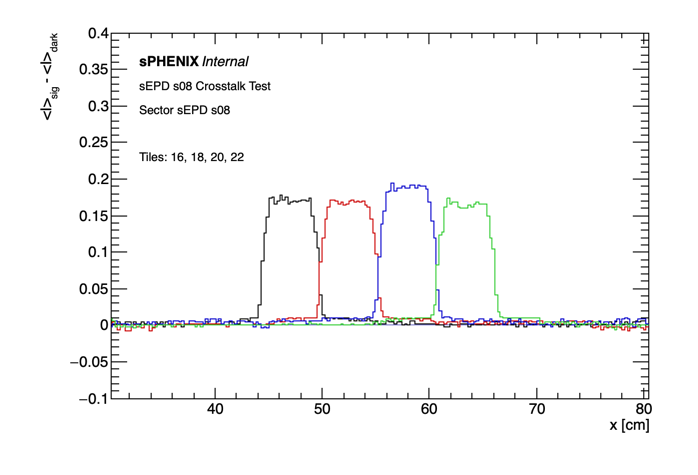 0.4
<I>sig - <I>dark
sPHENIX Internal
0.35
sEPD s08 Crosstalk Test
0.3
Sector sEPD s08
0.25
Tiles: 16, 18, 20, 22
0.2
0.15
0.1
0.05
0
−0.05
−0.1
40 50 60 70 80
x [cm]